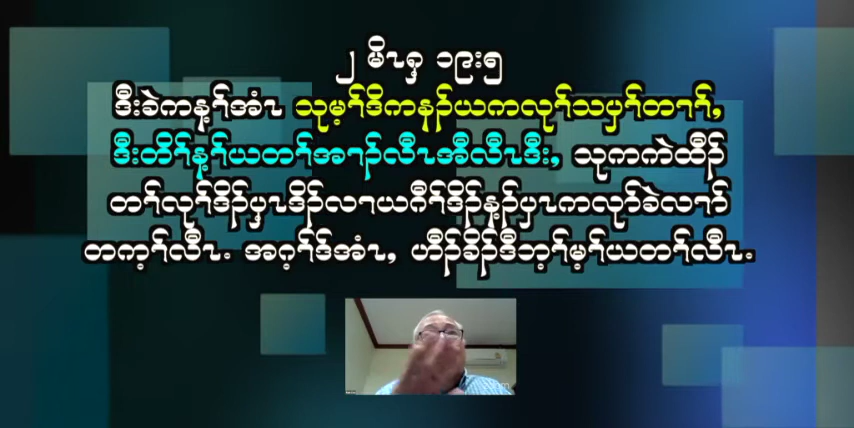 ၂ မိၤရှ့ ၁၉း၅
ဒီးခဲကန့ၢ်အံၤ သုမ့ၢ်ဒိကနၣ်ယကလုၢ်သပှၢ်တၢၢ်,
ဒီးတိၢ်န့ၢ်ယတၢ်အၢၣ်လီၤအီလီၤဒီး, သုကကဲထီၣ်
တၢ်လုၢ်ဒိၣ်ပှၤဒိၣ်လၢယဂီၢ်ဒိၣ်န့ၣ်ပှၤကလုာ်ခဲလၢာ်
တက့ၢ်လီၤ. အဂ့ၢ်ဒ်အံၤ, ဟီၣ်ခိၣ်ဒီဘ့ၣ်မ့ၢ်ယတၢ်လီၤ.